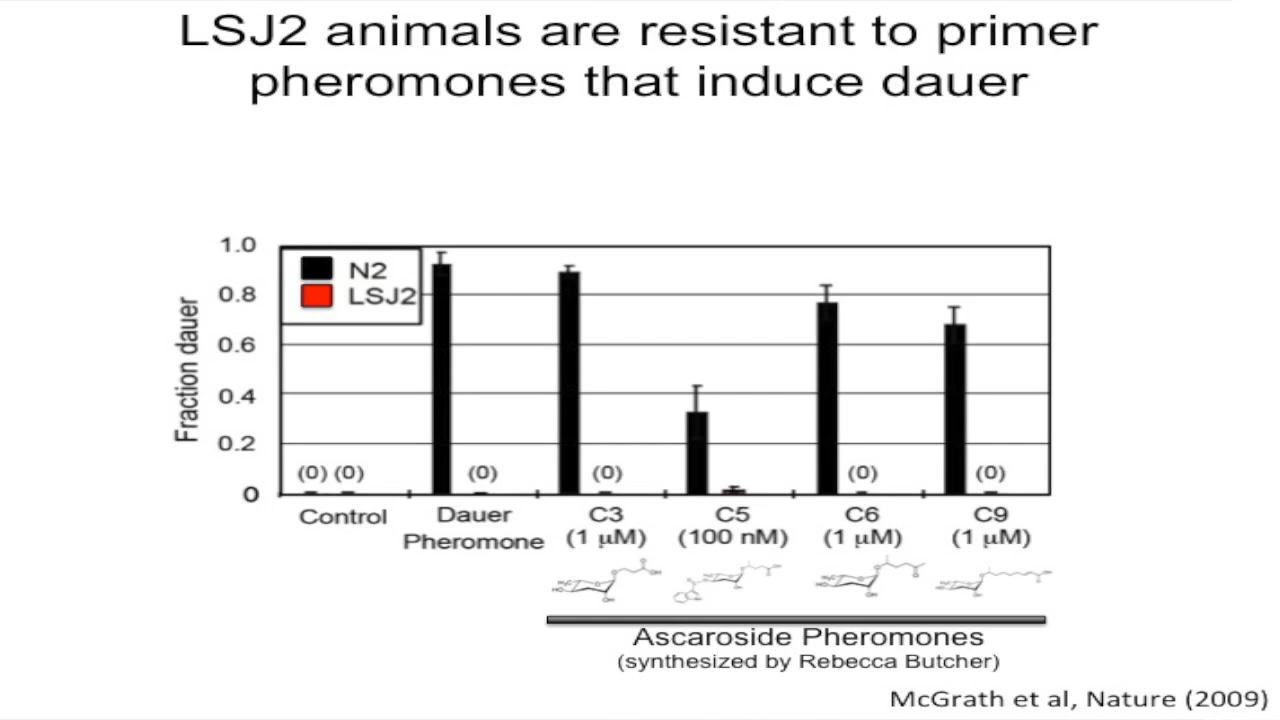 LSJ2 animals are resistant to primer
pheromones that induce dauer
1.0
0.8
0.6
0.4
0.2
0
Fraction dauer
N2
LSJ2
(0) (0)
(0)
(0)
(0)
(0)
Control
Dauer
Pheromone
C3
(1 μM)
C5
(100 nM)
C6
(1 μM)
C9
(1 μM)
Ascaroside Pheromones
(synthesized by Rebecca Butcher)
McGrath et al, Nature (2009)